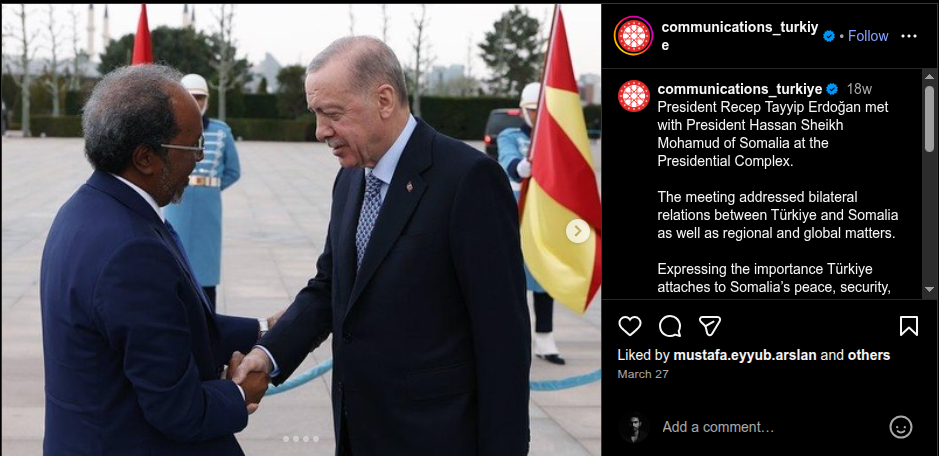 communications_turkiy
e
• Follow
communications_turkiye 18w
President Recep Tayyip Erdoğan met
with President Hassan Sheikh
Mohamud of Somalia at the
Presidential Complex.
The meeting addressed bilateral
relations between Türkiye and Somalia
as well as regional and global matters.
Expressing the importance Türkiye
attaches to Somalia's peace, security,
Liked by mustafa.eyyub.arslan and others
March 27
Add a comment…